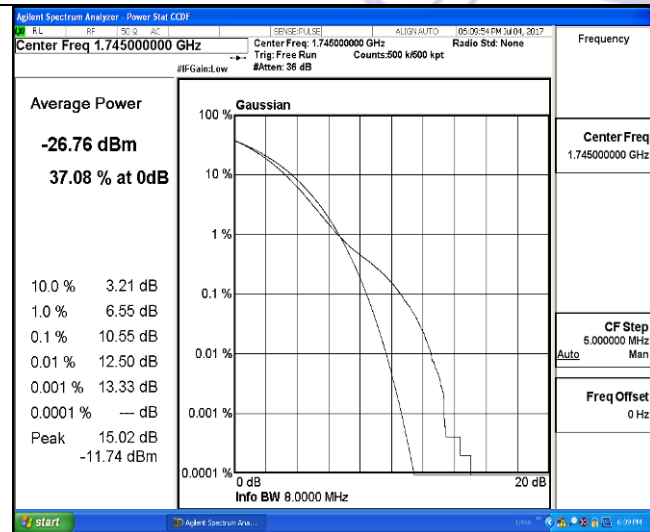 Agilent Spectrum Analyzer - Power Stat CCDF
RL RF 50 Ω AC SENSE:PULSE ALIGN AUTO 05:09:54 PM Jul 04, 2017
Center Freq 1.745000000 GHz
Center Freq: 1.745000000 GHz Radio Std: None
Trig: Free Run Counts:500 k/500 kpt
#IFGain:Low #Atten: 36 dB
Frequency
Center Freq
1.745000000 GHz
CF Step
5.000000 MHz
Auto Man
Freq Offset
0 Hz
Average Power
-26.76 dBm
37.08 % at 0dB
10.0 % 3.21 dB
1.0 % 6.55 dB
0.1 % 10.55 dB
0.01 % 12.50 dB
0.001 % 13.33 dB
0.0001 % --- dB
Peak 15.02 dB
-11.74 dBm
Gaussian
100 %
10 %
1 %
0.1 %
0.01 %
0.001 %
0.0001 %
0 dB 20 dB
Info BW 8.0000 MHz
start Agilent Spectrum Ana... Links 6:09 PM